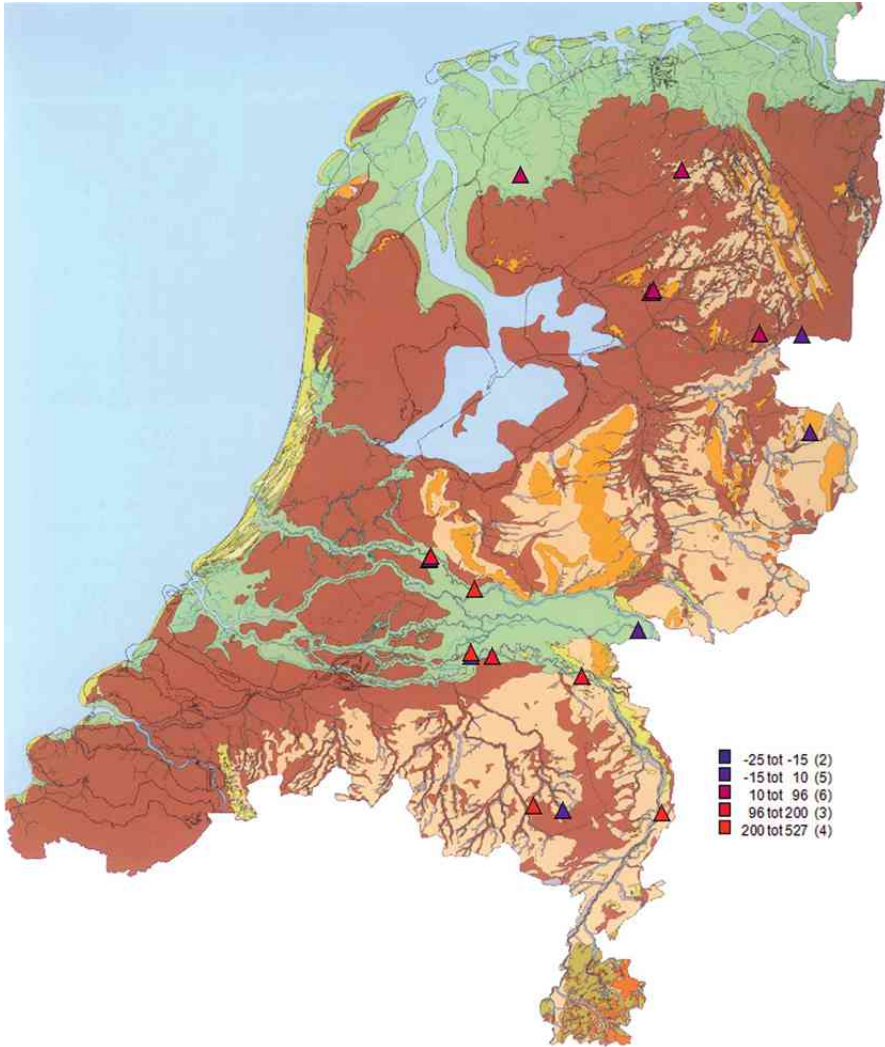 -25 tot -15 (2)
-15 tot 10 (5)
10 tot 96 (6)
96 tot 200 (3)
200 tot 527 (4)